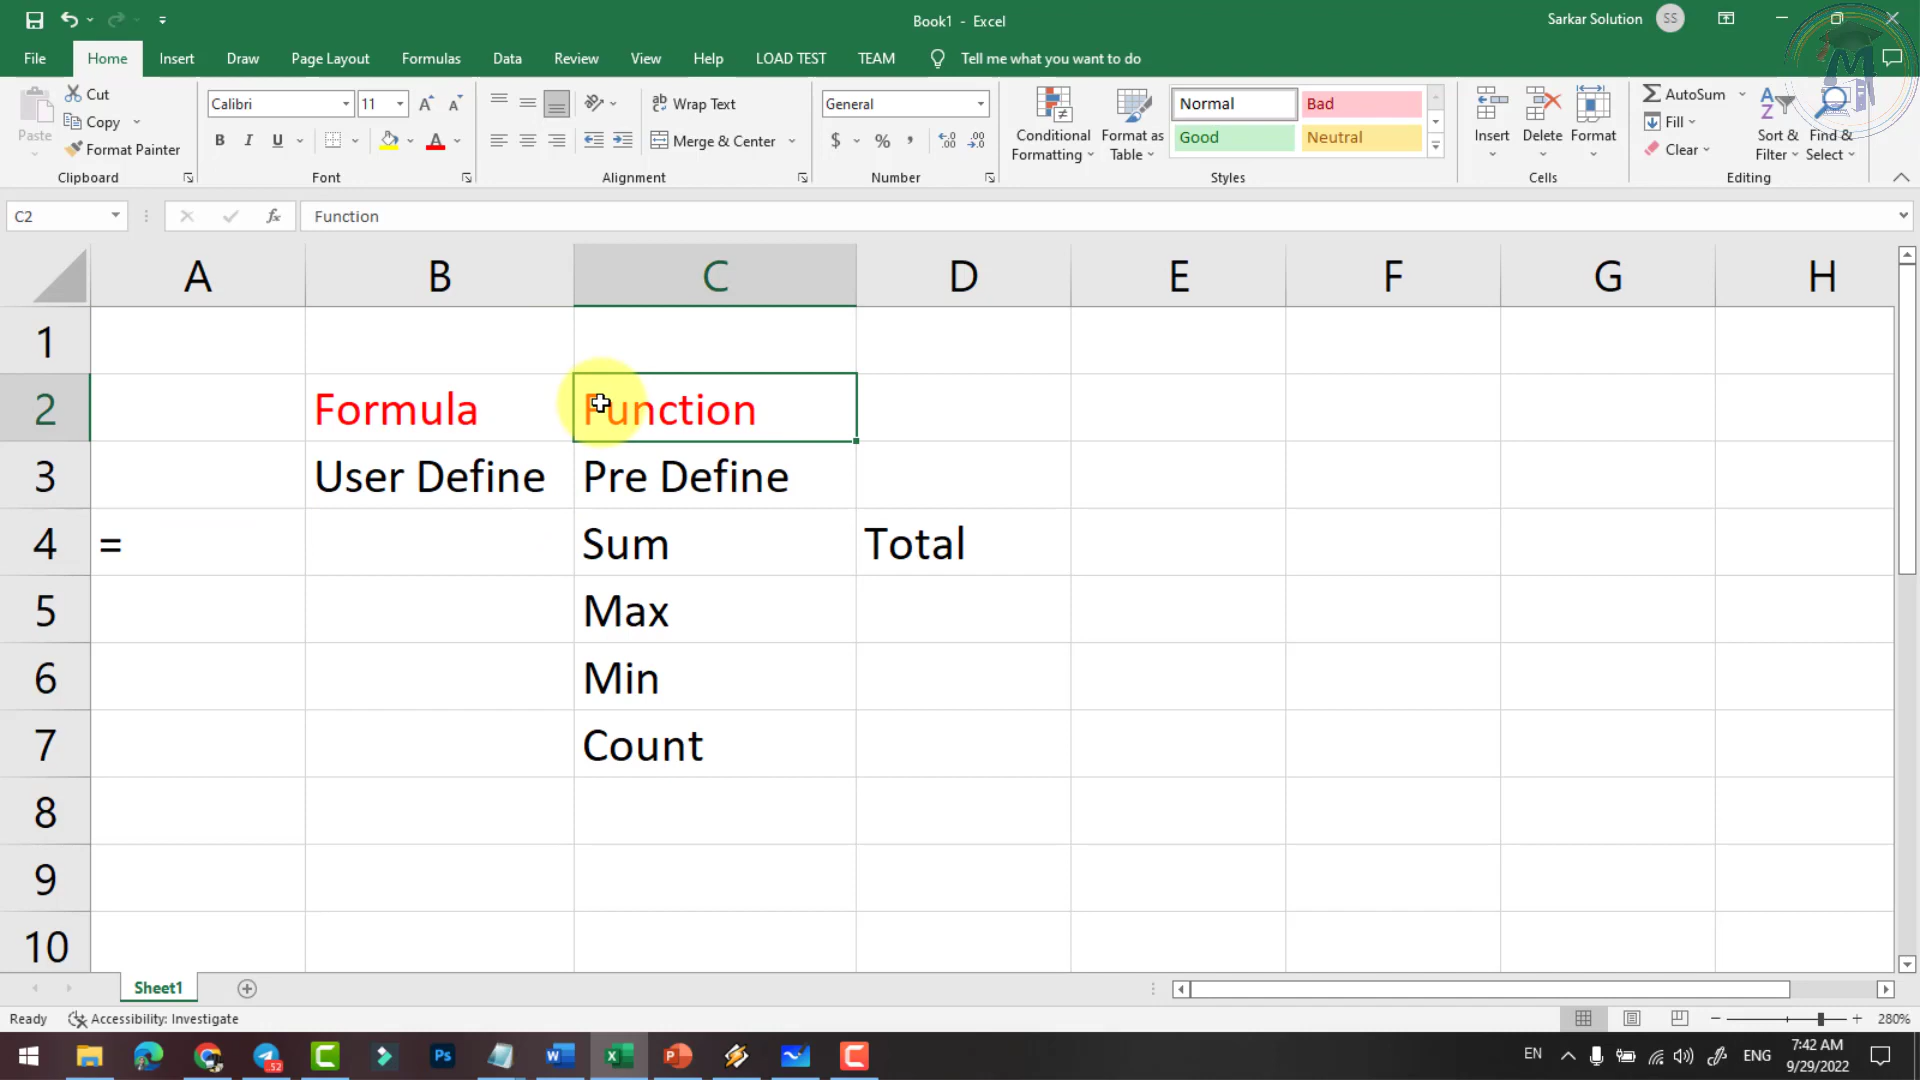 Book1 - Excel
Sarkar Solution SS
File Home Insert Draw Page Layout Formulas Data Review View Help LOAD TEST TEAM Tell me what you want to do
Paste
Cut
Copy
Format Painter
Clipboard
Calibri 11
B I U
Font
Wrap Text
Merge & Center
Alignment
General
$ % ,
Number
Conditional Formatting
Format as Table
Normal Bad
Good Neutral
Styles
Insert Delete Format
Cells
AutoSum
Fill
Clear
Sort & Filter
Find & Select
Editing
C2 fx Function
A B C D E F G H
1
2 Formula Function
3 User Define Pre Define
4 = Sum Total
5 Max
6 Min
7 Count
8
9
10
Sheet1
Ready Accessibility: Investigate 280%
EN ENG
7:42 AM
9/29/2022